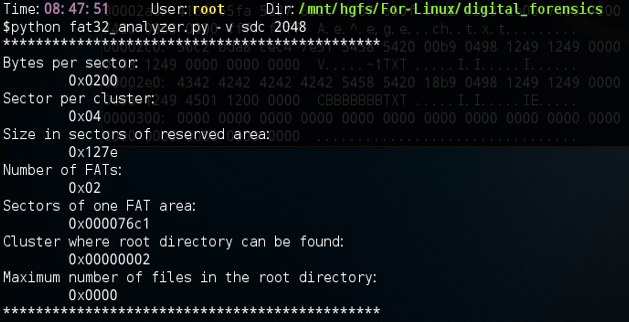 Time: 08:47:51 User: root Dir: /mnt/hgfs/For-Linux/digital_forensics
$python fat32_analyzer.py -v sdc 2048
**********************************************
Bytes per sector:
0x0200
Sector per cluster:
0x04
Size in sectors of reserved area:
0x127e
Number of FATs:
0x02
Sectors of one FAT area:
0x000076c1
Cluster where root directory can be found:
0x00000002
Maximum number of files in the root directory:
0x0000
**********************************************